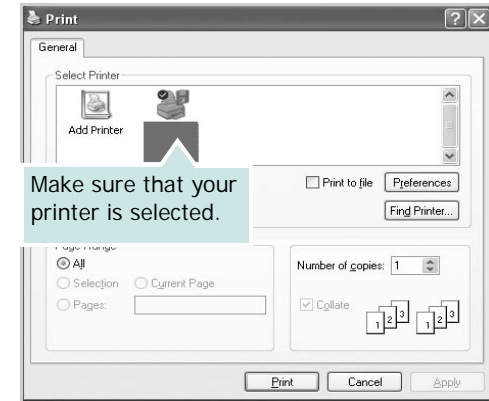 Print
General
Select Printer
Add Printer
Make sure that your
printer is selected.
Print to file
Preferences
Find Printer...
Page Range
All
Selection
Current Page
Pages:
Number of copies: 1
Collate
1 2 3
1 2 3
Print
Cancel
Apply